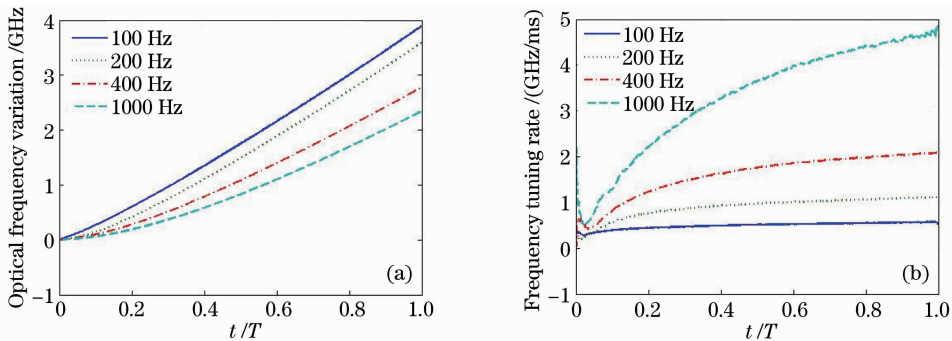 Optical frequency variation /GHz
4
3
2
1
0
−1
100 Hz
200 Hz
400 Hz
1000 Hz
(a)
0 0.2 0.4 0.6 0.8 1.0
t/T
Frequency tuning rate /(GHz/ms)
5
4
3
2
1
0
−1
100 Hz
200 Hz
400 Hz
1000 Hz
(b)
0 0.2 0.4 0.6 0.8 1.0
t/T